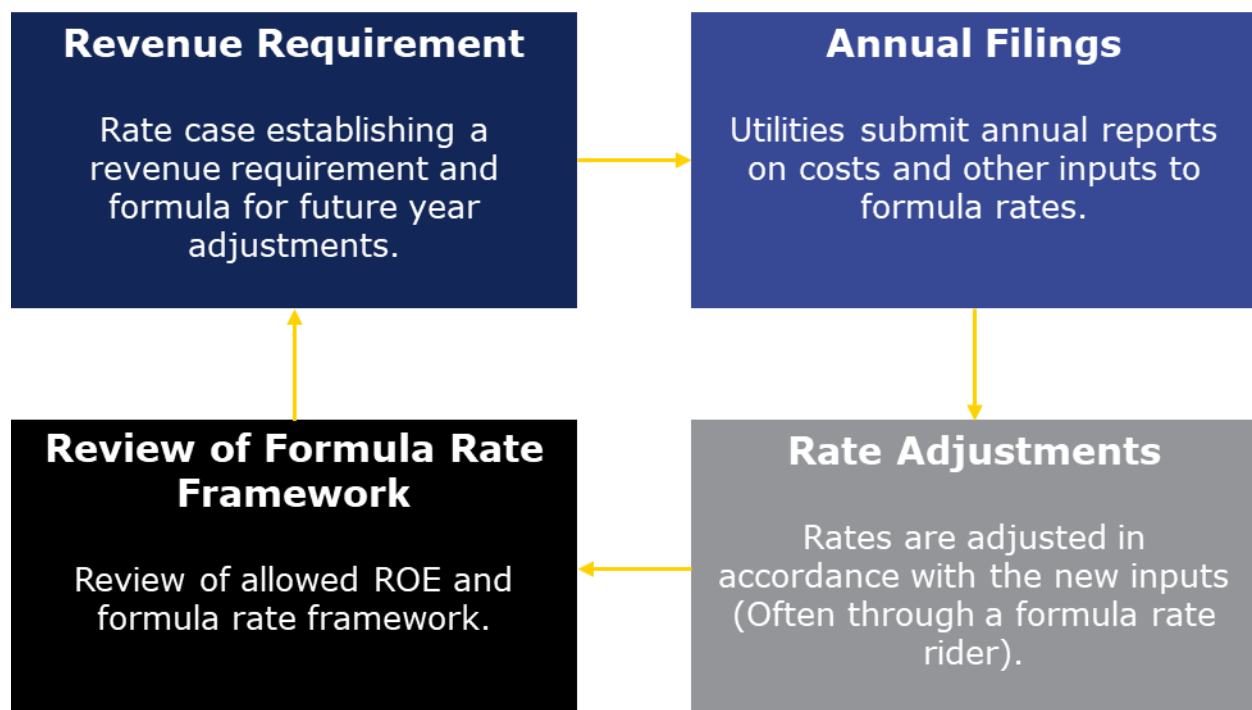 Revenue Requirement
Rate case establishing a
revenue requirement and
formula for future year
adjustments.
Annual Filings
Utilities submit annual reports
on costs and other inputs to
formula rates.
Review of Formula Rate
Framework
Review of allowed ROE and
formula rate framework.
Rate Adjustments
Rates are adjusted in
accordance with the new inputs
(Often through a formula rate
rider).